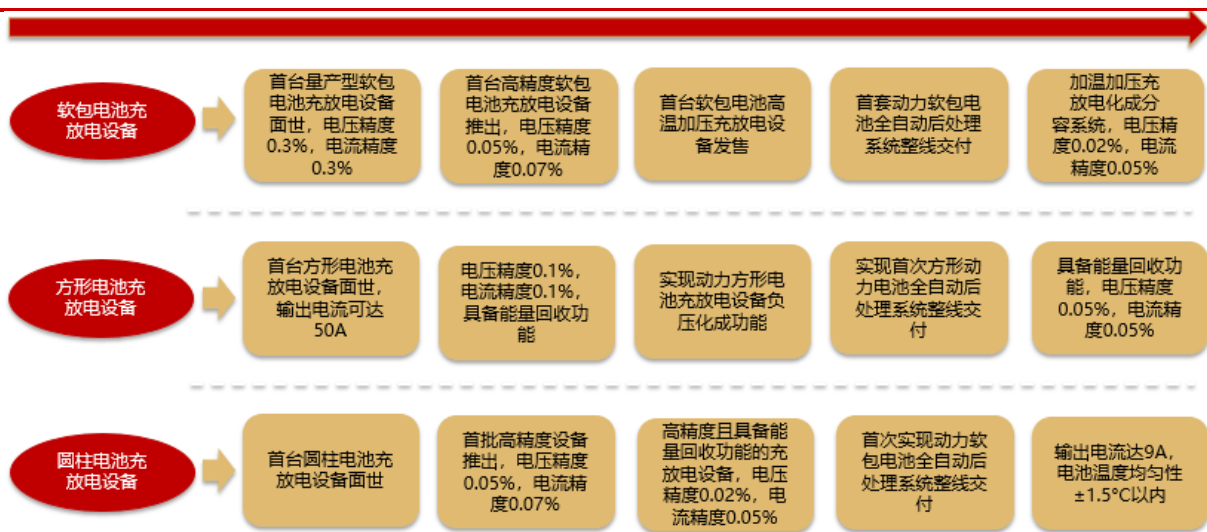 软包电池充
放电设备
首台量产型软包
电池充放电设备
面世，电压精度
0.3%，电流精度
0.3%
首台高精度软包
电池充放电设备
推出，电压精度
0.05%，电流精
度0.07%
首台软包电池高
温加压充放电设
备发售
首套动力软包电
池全自动后处理
系统整线交付
加温加压充
放电化成分
容系统，电压精
度0.02%，电流
精度0.05%
方形电池充
放电设备
首台方形电池充
放电设备面世，
输出电流可达
50A
电压精度0.1%，
电流精度0.1%，
具备能量回收功
能
实现动力方形电
池充放电设备负
压化成功能
实现首次方形动
力电池全自动后
处理系统整线交
付
具备能量回收功
能，电压精度
0.05%，电流精
度0.05%
圆柱电池充
放电设备
首台圆柱电池充
放电设备面世
首批高精度设备
推出，电压精度
0.05%，电流精
度0.07%
高精度且具备能
量回收功能的充
放电设备，电压
精度0.02%，电
流精度0.05%
首次实现动力软
包电池全自动后
处理系统整线交
付
输出电流达9A，
电池温度均匀性
±1.5°C以内